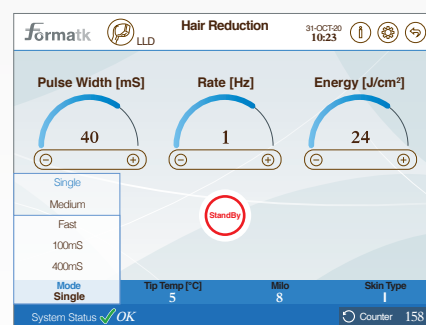 formatk LLD Hair Reduction 31-OCT-20 10:23 i
Pulse Width [mS] Rate [Hz] Energy [J/cm²]
40 1 24
Single
Medium
Fast
100mS
400mS
StandBy
Mode Tip Temp [°C] Milo Skin Type
Single 5 8 I
System Status OK Counter 158